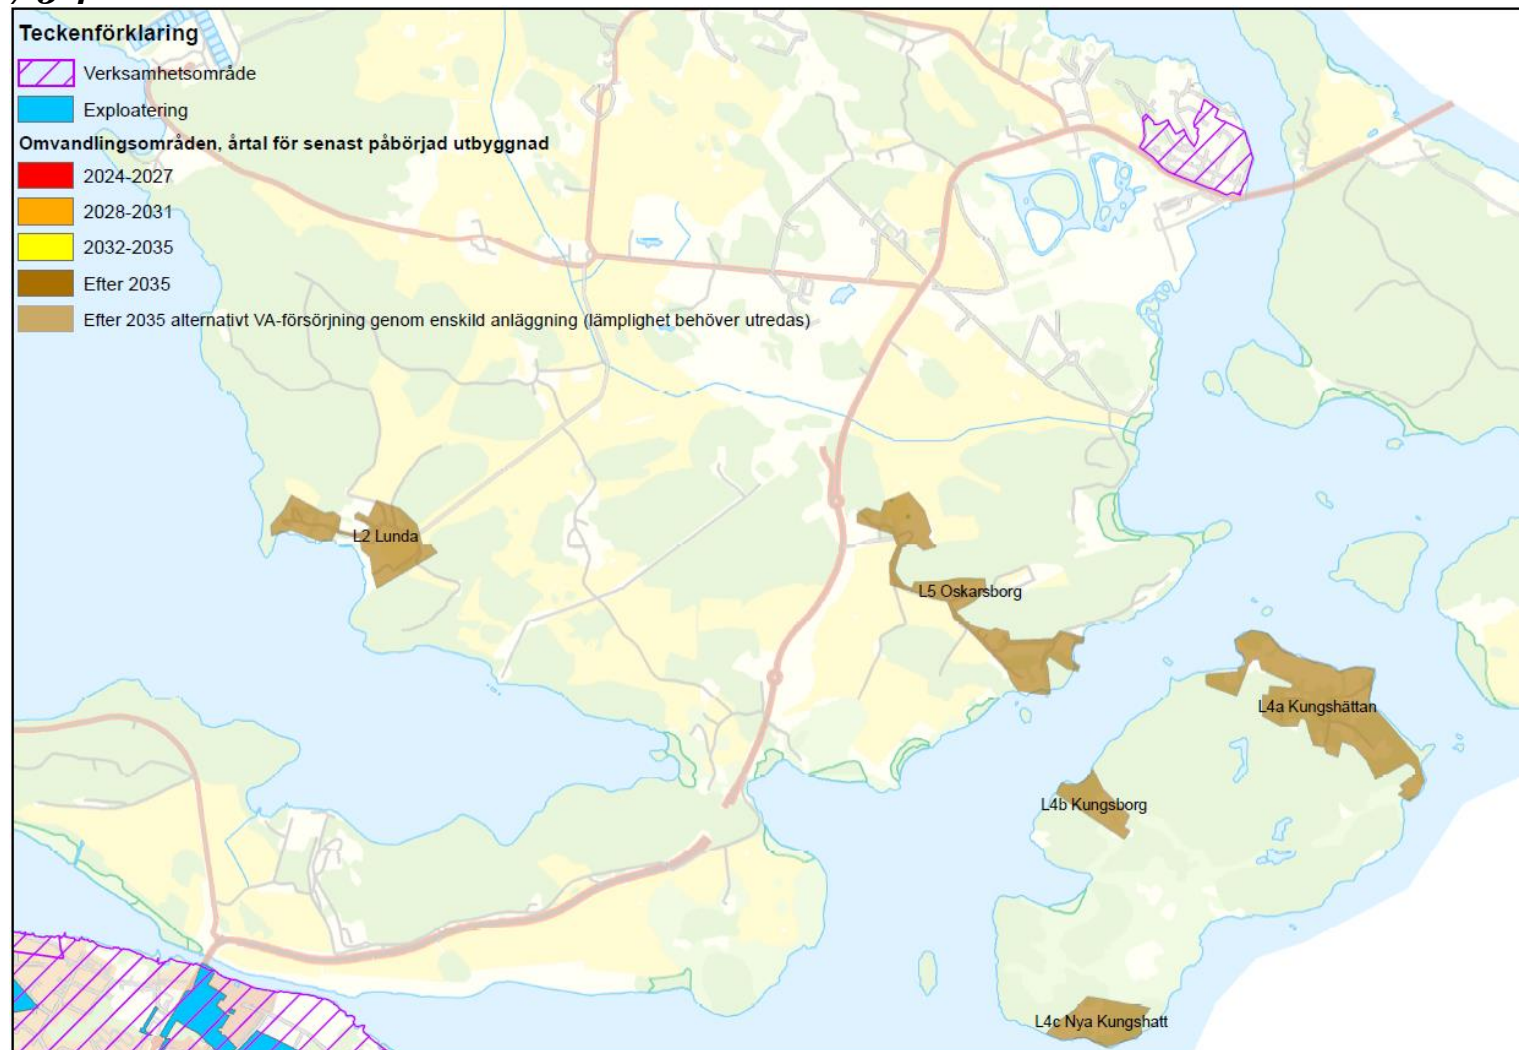 Teckenförklaring
Verksamhetsområde
Exploatering
Omvandlingsområden, årtal för senast påbörjad utbyggnad
2024-2027
2028-2031
2032-2035
Efter 2035
Efter 2035 alternativt VA-försörjning genom enskild anläggning (lämplighet behöver utredas)
L2 Lunda
L5 Oskarsborg
L4a Kungshättan
L4b Kungsborg
L4c Nya Kungshatt